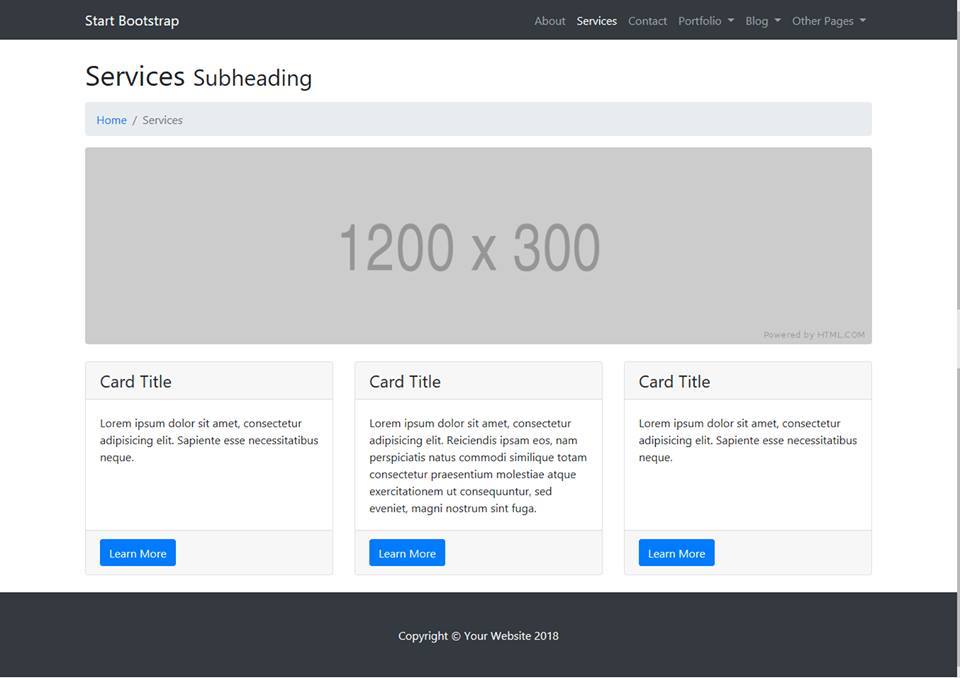 Start Bootstrap
About Services Contact Portfolio Blog Other Pages
Services Subheading
Home / Services
1200 x 300
Powered by HTML.COM
Card Title
Lorem ipsum dolor sit amet, consectetur
adipisicing elit. Sapiente esse necessitatibus
neque.
Learn More
Card Title
Lorem ipsum dolor sit amet, consectetur
adipisicing elit. Reiciendis ipsam eos, nam
perspiciatis natus commodi similique totam
consectetur praesentium molestiae atque
exercitationem ut consequuntur, sed
eveniet, magni nostrum sint fuga.
Learn More
Card Title
Lorem ipsum dolor sit amet, consectetur
adipisicing elit. Sapiente esse necessitatibus
neque.
Learn More
Copyright © Your Website 2018